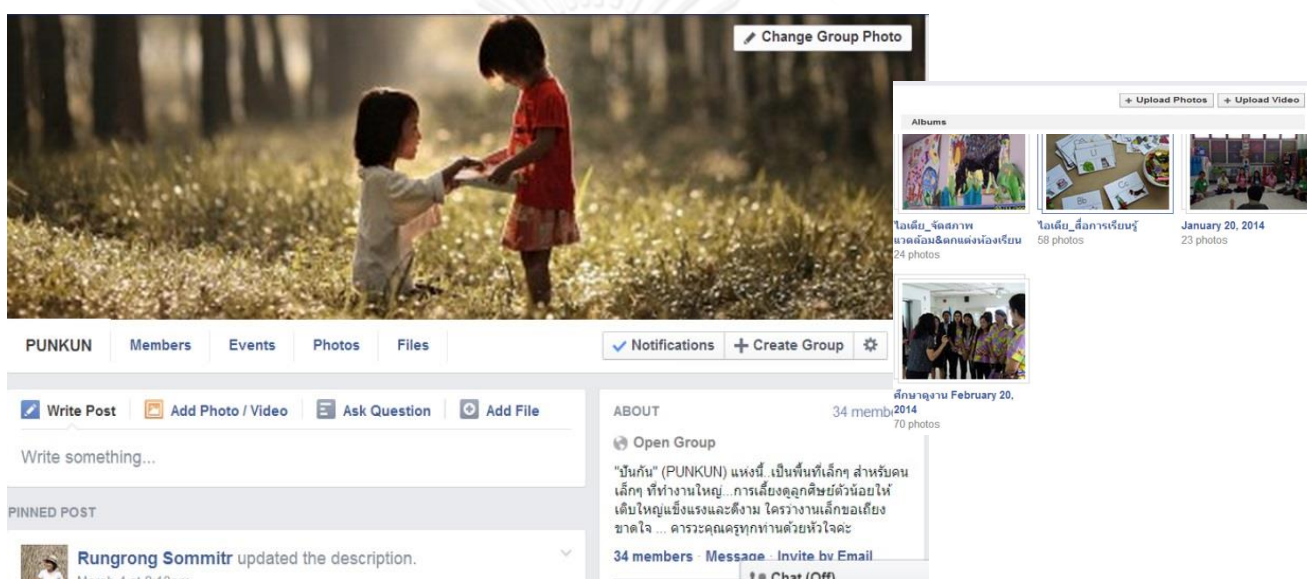 Change Group Photo
PUNKUN Members Events Photos Files
Notifications Create Group
Write Post Add Photo / Video Ask Question Add File
Write something...
PINNED POST
Rungrong Sommitr updated the description.
ABOUT 34 memb
Open Group
"ปันกัน" (PUNKUN) แห่งนี้..เป็นพื้นที่เล็กๆ สำหรับคน
เล็กๆ ที่ทำงานใหญ่...การเลี้ยงดูลูกศิษย์ตัวน้อยให้
เติบใหญ่แข็งแรงและดีงาม ใครว่างานเล็กขอเถียง
ขาดใจ ... คารวะคุณครูทุกท่านด้วยหัวใจค่ะ
34 members · Message · Invite by Email
Chat (Off)
+ Upload Photos + Upload Video
Albums
ไอเดีย_จัดสภาพ
แวดล้อม&ตกแต่งห้องเรียน
24 photos
ไอเดีย_สื่อการเรียนรู้
58 photos
January 20, 2014
23 photos
ศึกษาดูงาน February 20,
2014
70 photos